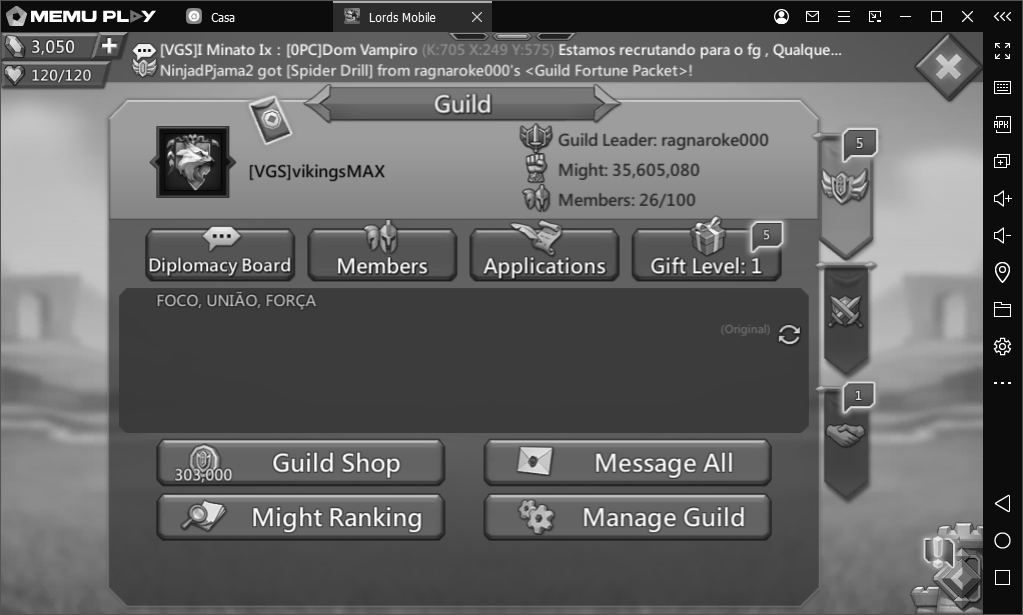 MEMU PLAY
Casa
Lords Mobile
3,050
120/120
[VGS]I Minato Ix : [0PC]Dom Vampiro (K:705 X:249 Y:575) Estamos recrutando para o fg , Qualque...
NinjadPjama2 got [Spider Drill] from ragnaroke000's <Guild Fortune Packet>!
Guild
[VGS]vikingsMAX
Guild Leader: ragnaroke000
Might: 35,605,080
Members: 26/100
5
Diplomacy Board
Members
Applications
Gift Level: 1
5
FOCO, UNIÃO, FORÇA
(Original)
1
303,000
Guild Shop
Message All
Might Ranking
Manage Guild
APK